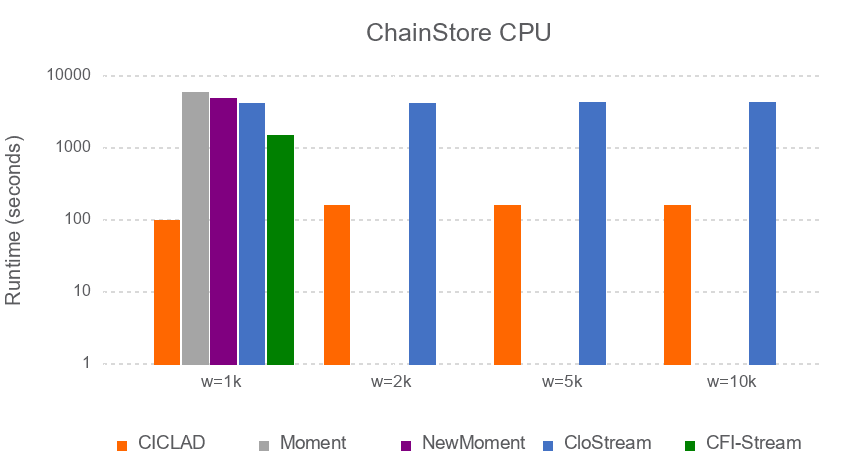 ChainStore CPU
Runtime (seconds)
10000
1000
100
10
1
w=1k w=2k w=5k w=10k
CICLAD Moment NewMoment CloStream CFI-Stream